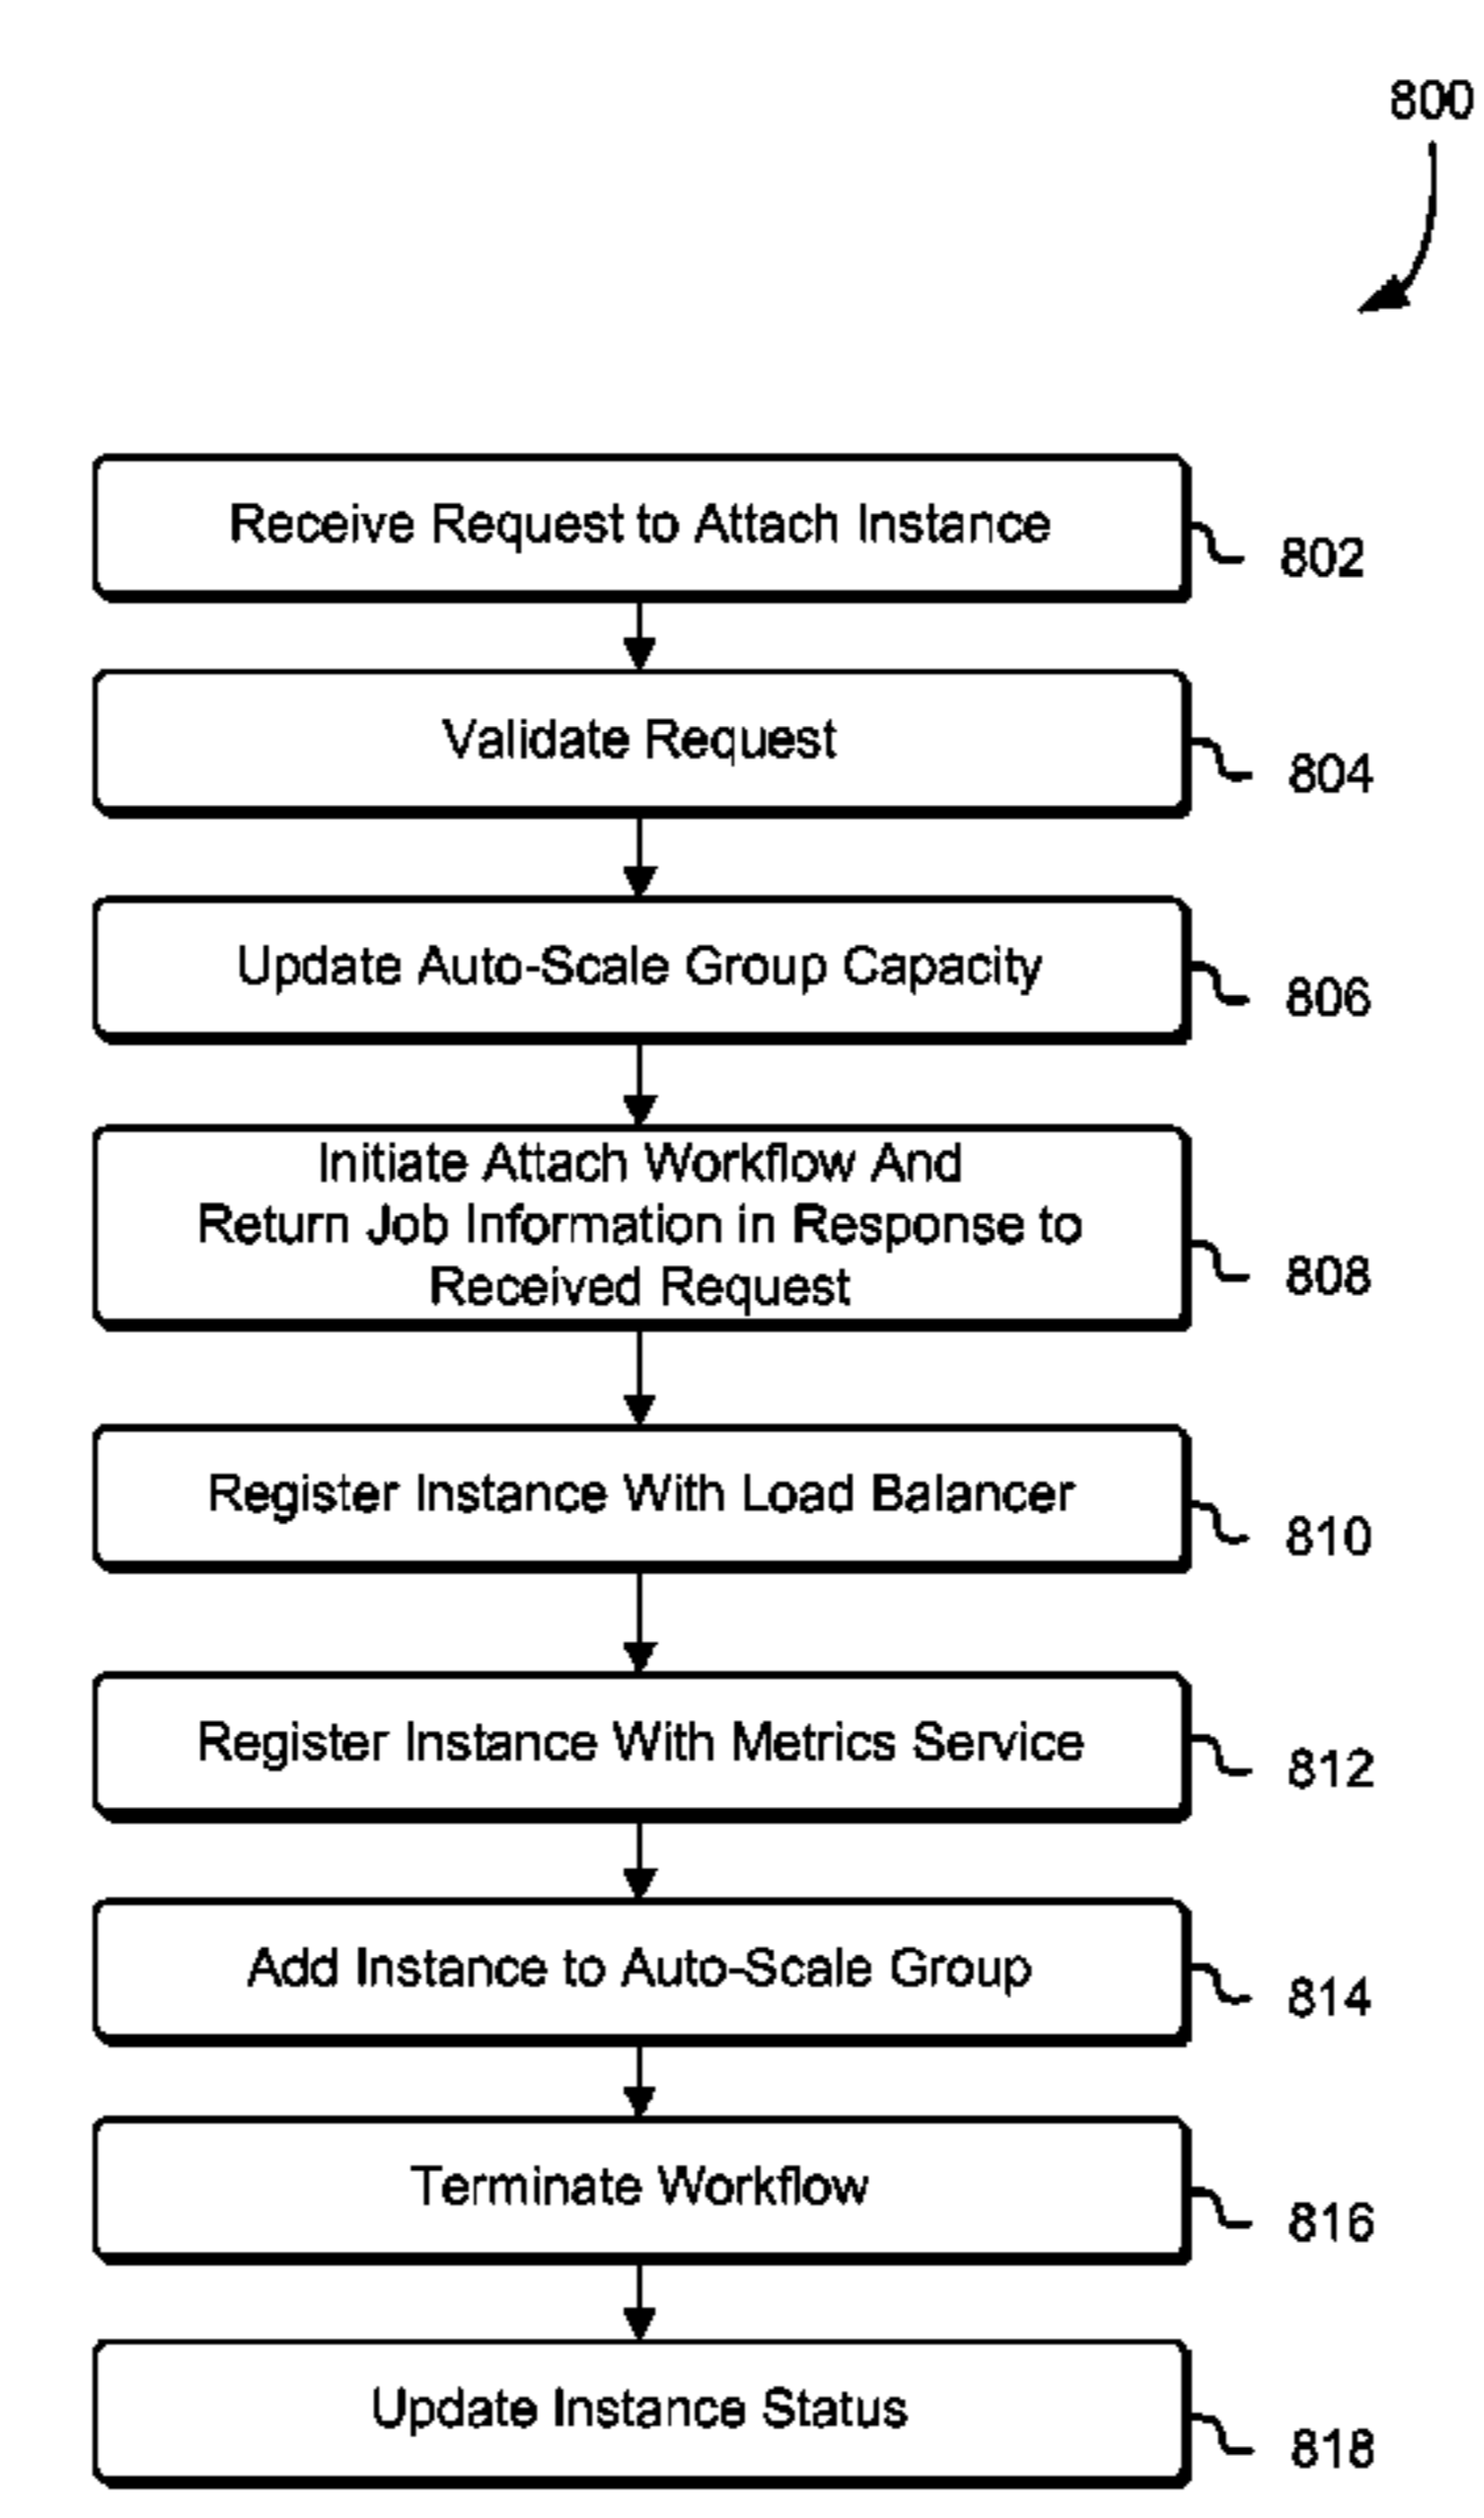 800
Receive Request to Attach Instance
802
Validate Request
804
Update Auto-Scale Group Capacity
806
Initiate Attach Workflow And
Return Job Information in Response to
Received Request
808
Register Instance With Load Balancer
810
Register Instance With Metrics Service
812
Add Instance to Auto-Scale Group
814
Terminate Workflow
816
Update Instance Status
818